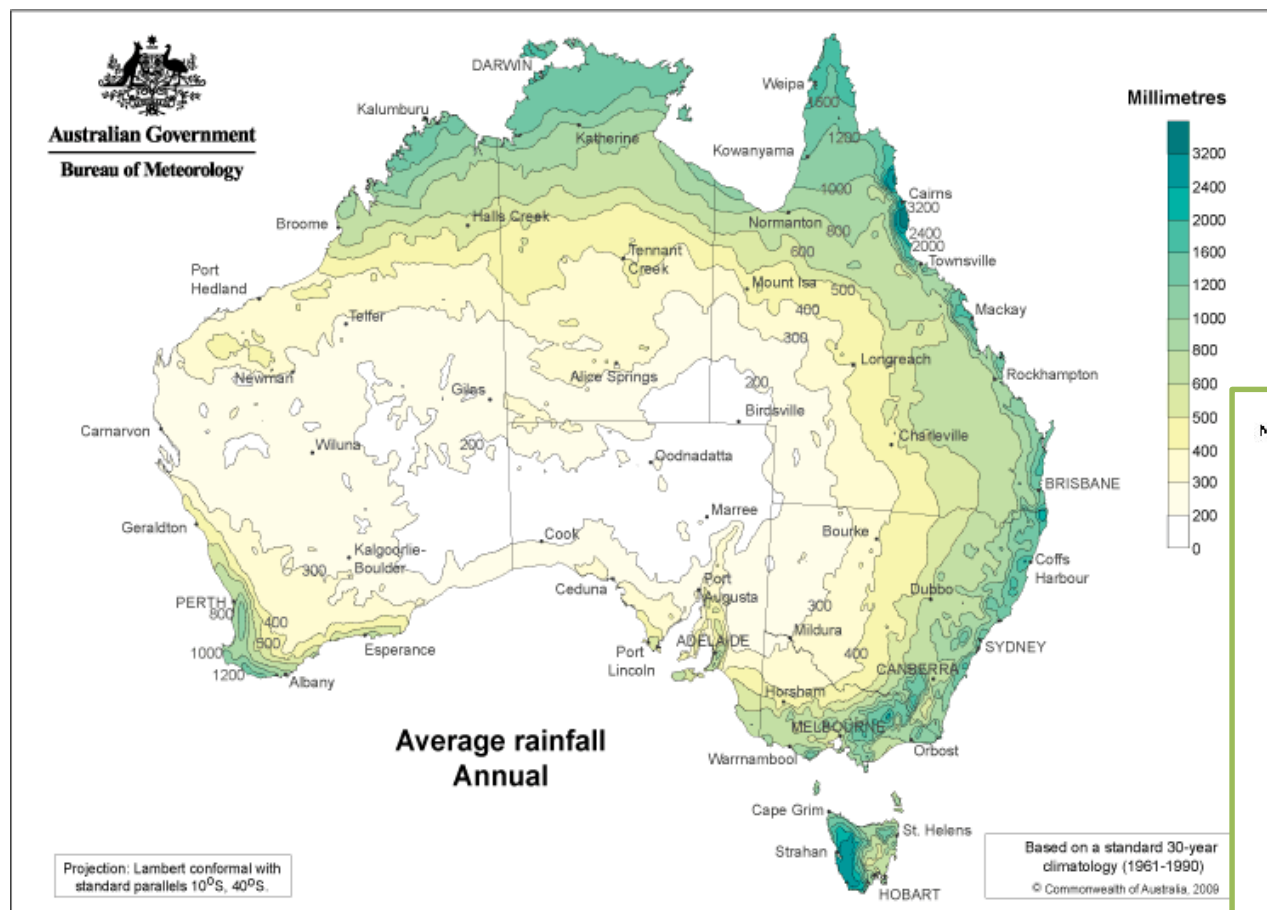 Australian Government
Bureau of Meteorology
DARWIN
Kalumburu
Katherine
Weipa
1600
1200
Kowanyama
1000
Cairns
3200
2400
2000
Broome
Halls Creek
Normanton
800
600
Townsville
Port
Hedland
Tennant
Creek
Mount Isa
500
400
300
Mackay
Telfer
Longreach
Newman
Giles
Alice Springs
200
Rockhampton
Birdsville
Carnarvon
Wiluna
200
Oodnadatta
Charleville
BRISBANE
Geraldton
Marree
Cook
Bourke
Kalgoorlie-
Boulder
300
Coffs
Harbour
Ceduna
Port
Augusta
Dubbo
PERTH
800
400
500
300
Mildura
ADELAIDE
SYDNEY
1000
1200
Albany
Esperance
Port
Lincoln
400
CANBERRA
Horsham
MELBOURNE
Warrnambool
Orbost
Cape Grim
St. Helens
Strahan
HOBART
Millimetres
3200
2400
2000
1600
1200
1000
800
600
500
400
300
200
0
Average rainfall
Annual
Projection: Lambert conformal with
standard parallels 10°S, 40°S.
Based on a standard 30-year
climatology (1961-1990)
© Commonwealth of Australia, 2009